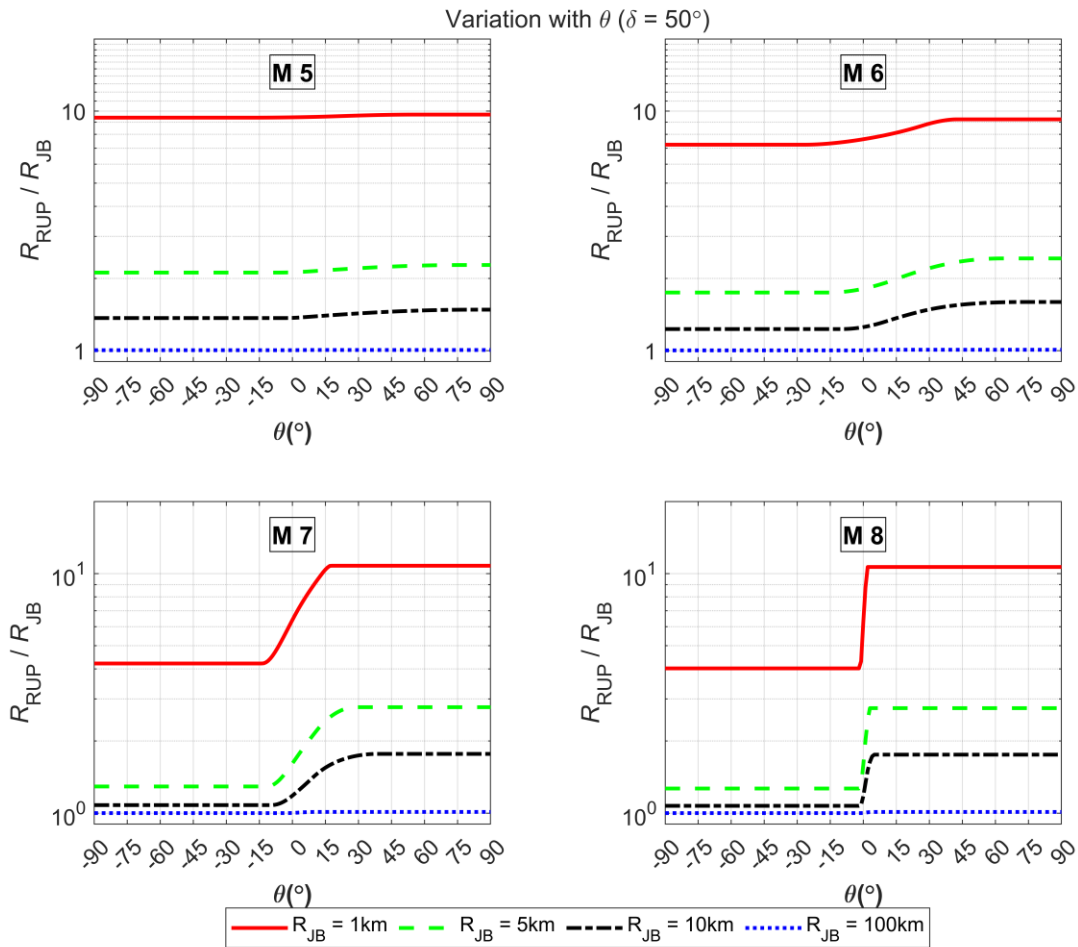 Variation with θ (δ = 50°)
M 5
R_RUP / R_JB
10
1
-90 -75 -60 -45 -30 -15 0 15 30 45 60 75 90
θ(°)
M 6
R_RUP / R_JB
10
1
-90 -75 -60 -45 -30 -15 0 15 30 45 60 75 90
θ(°)
M 7
R_RUP / R_JB
10^1
10^0
-90 -75 -60 -45 -30 -15 0 15 30 45 60 75 90
θ(°)
M 8
R_RUP / R_JB
10^1
10^0
-90 -75 -60 -45 -30 -15 0 15 30 45 60 75 90
θ(°)
R_JB = 1km R_JB = 5km R_JB = 10km R_JB = 100km